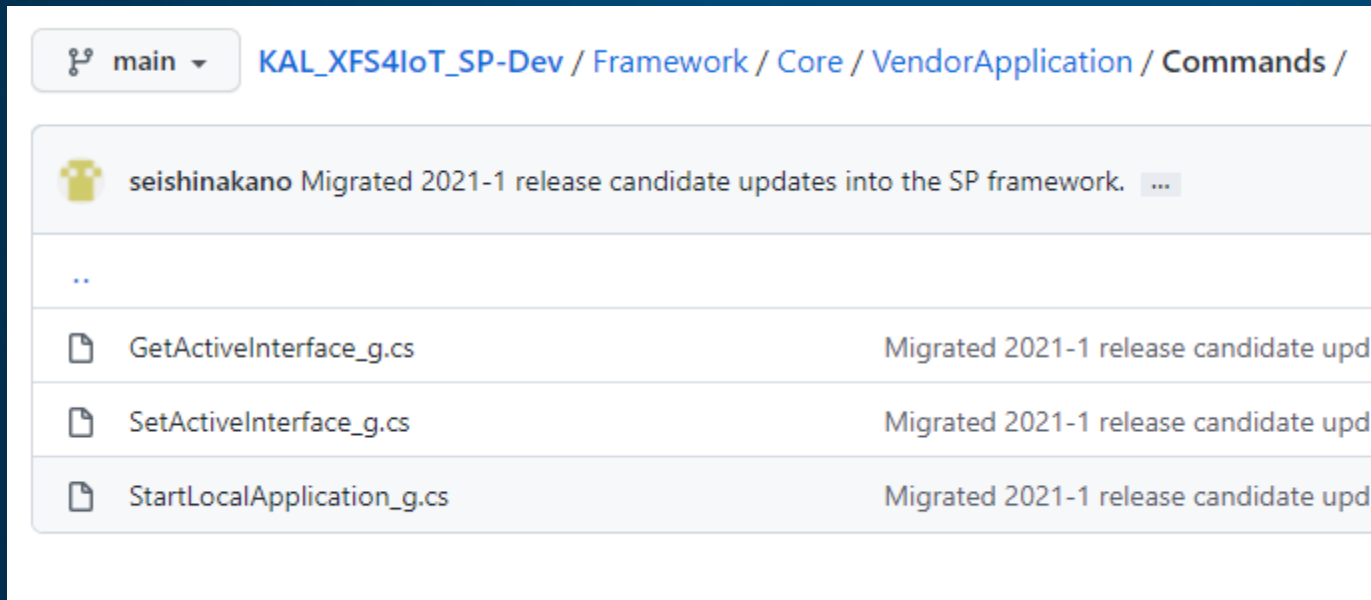 main KAL_XFS4IoT_SP-Dev / Framework / Core / VendorApplication / Commands /
seishinakano Migrated 2021-1 release candidate updates into the SP framework. ...
..
GetActiveInterface_g.cs Migrated 2021-1 release candidate upd
SetActiveInterface_g.cs Migrated 2021-1 release candidate upd
StartLocalApplication_g.cs Migrated 2021-1 release candidate upd